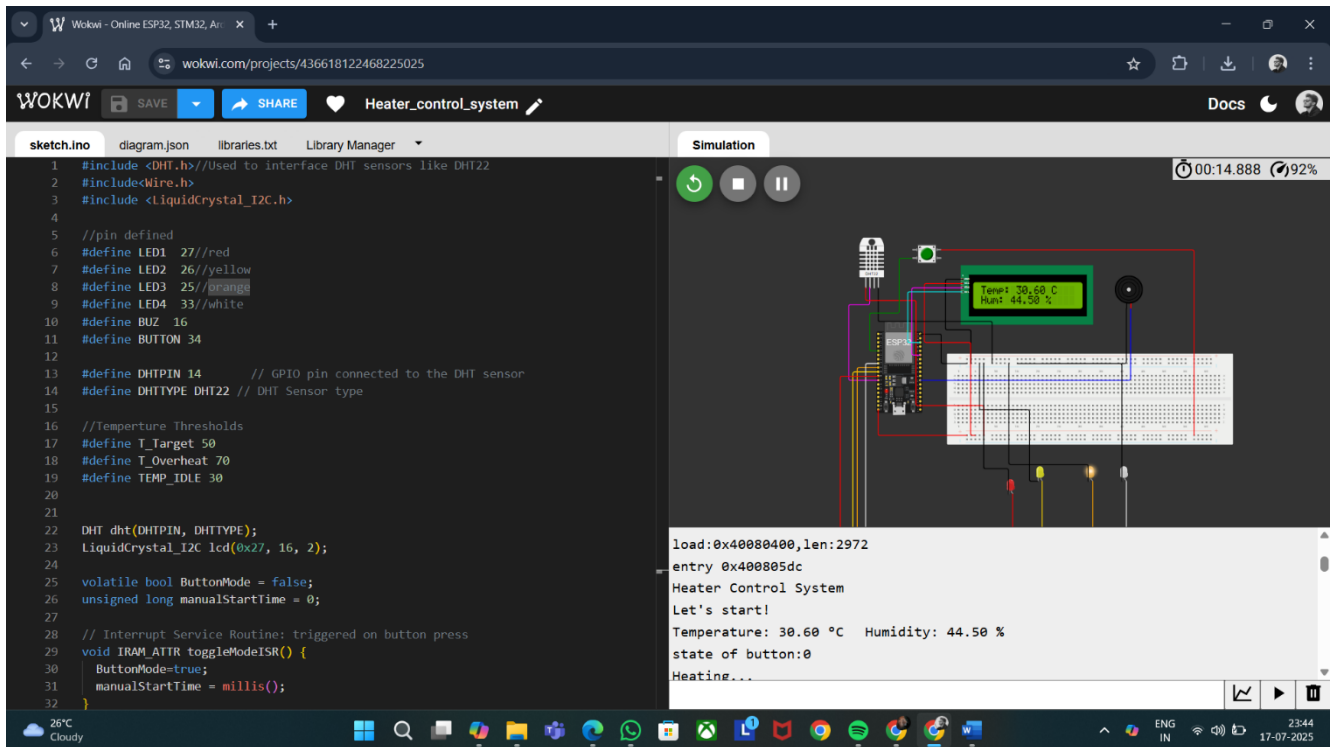 Wokwi - Online ESP32, STM32, Ar
wokwi.com/projects/436618122468225025
WOKWI
SAVE
SHARE
Heater_control_system
Docs
sketch.ino
diagram.json
libraries.txt
Library Manager
Simulation
1 #include <DHT.h>//Used to interface DHT sensors like DHT22
2 #include<Wire.h>
3 #include <LiquidCrystal_I2C.h>
4
5 //pin defined
6 #define LED1 27//red
7 #define LED2 26//yellow
8 #define LED3 25//orange
9 #define LED4 33//white
10 #define BUZ 16
11 #define BUTTON 34
12
13 #define DHTPIN 14 // GPIO pin connected to the DHT sensor
14 #define DHTTYPE DHT22 // DHT Sensor type
15
16 //Temperture Thresholds
17 #define T_Target 50
18 #define T_Overheat 70
19 #define TEMP_IDLE 30
20
21
22 DHT dht(DHTPIN, DHTTYPE);
23 LiquidCrystal_I2C lcd(0x27, 16, 2);
24
25 volatile bool ButtonMode = false;
26 unsigned long manualStartTime = 0;
27
28 // Interrupt Service Routine: triggered on button press
29 void IRAM_ATTR toggleModeISR() {
30 ButtonMode=true;
31 manualStartTime = millis();
32 }
00:14.888 92%
Temp: 30.60 C
Hum: 44.50 %
ESP32
load:0x40080400,len:2972
entry 0x400805dc
Heater Control System
Let's start!
Temperature: 30.60 °C Humidity: 44.50 %
state of button:0
Heating...
26°C
Cloudy
ENG
IN
23:44
17-07-2025